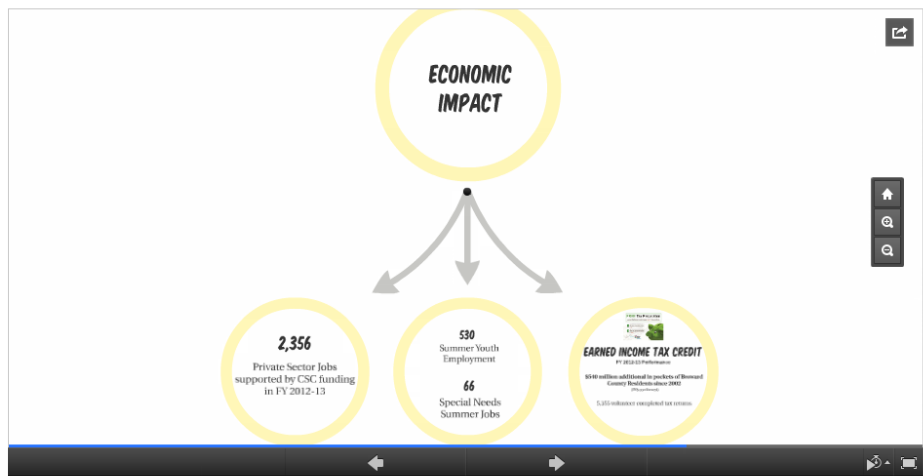 ECONOMIC
IMPACT
2,356
Private Sector Jobs
supported by CSC funding
in FY 2012-13
530
Summer Youth
Employment
66
Special Needs
Summer Jobs
EARNED INCOME TAX CREDIT
FY 2012-13 Performance
$540 million additional in pockets of Broward
County Residents since 2002